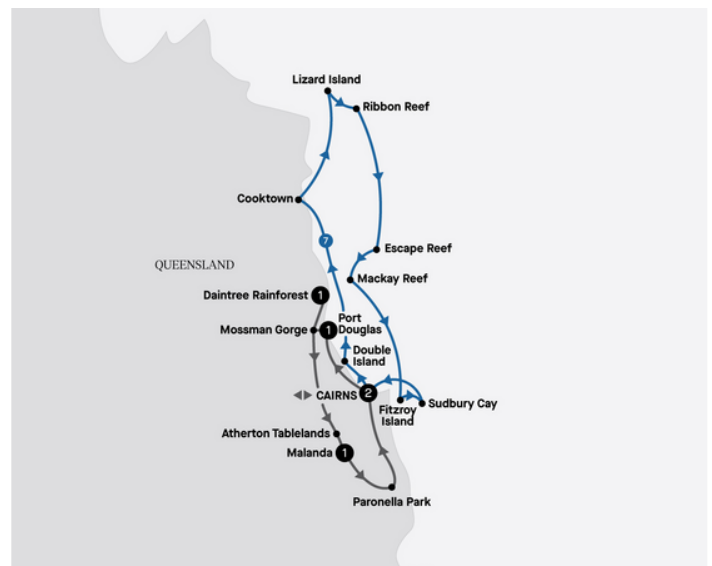 Lizard Island
Ribbon Reef
Cooktown
7
Escape Reef
QUEENSLAND
Mackay Reef
Daintree Rainforest
1
Port
Douglas
Mossman Gorge
1
Double
Island
CAIRNS
2
Fitzroy
Island
Sudbury Cay
Atherton Tablelands
Malanda
1
Paronella Park